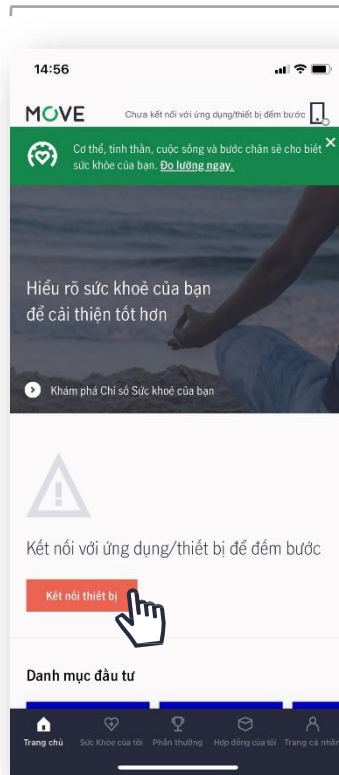 14:56
MOVE
Chưa kết nối với ứng dụng/thiết bị đếm bước
Cơ thể, tinh thần, cuộc sống và bước chân sẽ cho biết
sức khỏe của bạn. Đo lường ngay.
Hiểu rõ sức khoẻ của bạn
để cải thiện tốt hơn
Khám phá Chỉ số Sức khoẻ của bạn
Kết nối với ứng dụng/thiết bị để đếm bước
Kết nối thiết bị
Danh mục đầu tư
Trang chủ
Sức Khỏe của tôi
Phần thưởng
Hợp đồng của tôi
Trang cá nhân